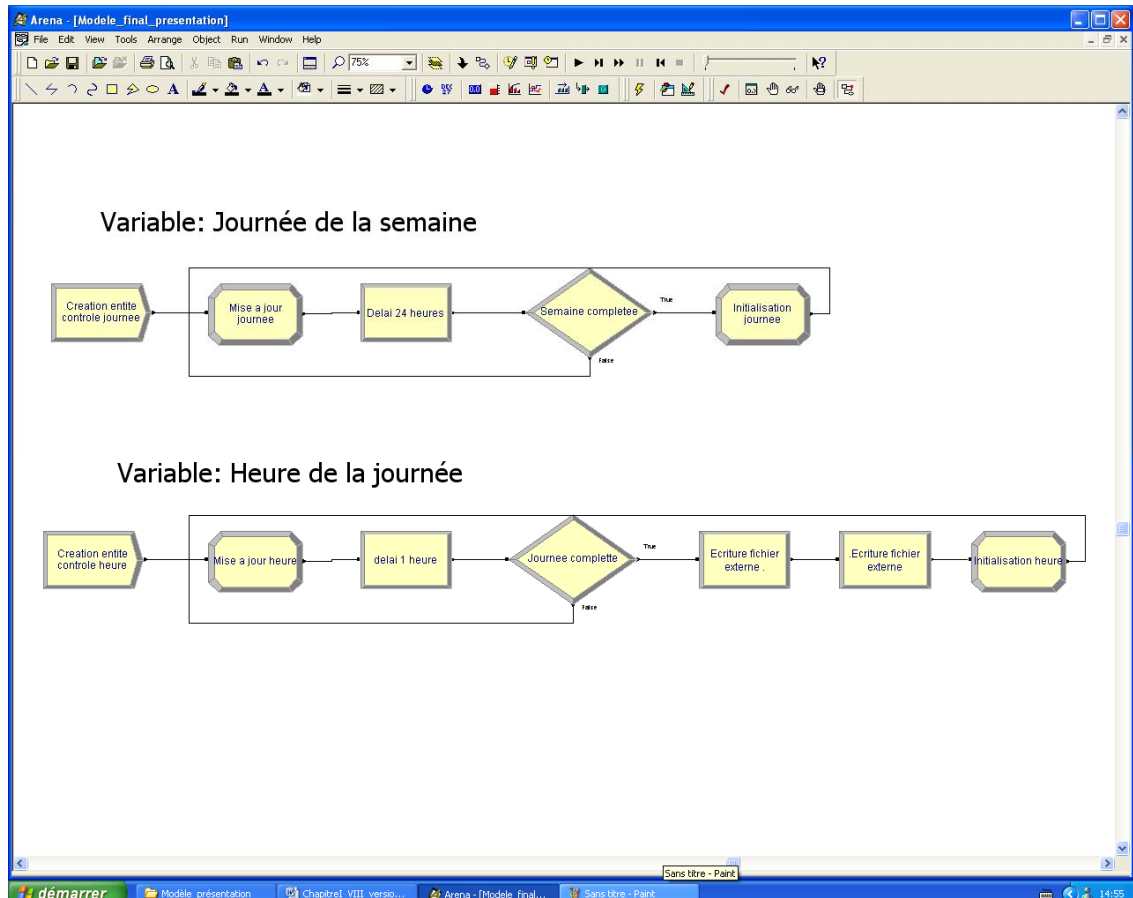 Arena - [Modele_final_presentation]
File Edit View Tools Arrange Object Run Window Help
75%
Variable: Journée de la semaine
Creation entite
controle journee
Mise a jour
journee
Delai 24 heures
Semaine completee
True
False
Initialisation
journee
Variable: Heure de la journée
Creation entite
controle heure
Mise a jour heure
delai 1 heure
Journee complette
True
False
Ecriture fichier
externe .
.Ecriture fichier
externe
Initialisation heure
Sans titre - Paint
démarrer
Modèle présentation
ChapitreI_VIII_versio...
Arena - [Modele_final...
Sans titre - Paint
14:55